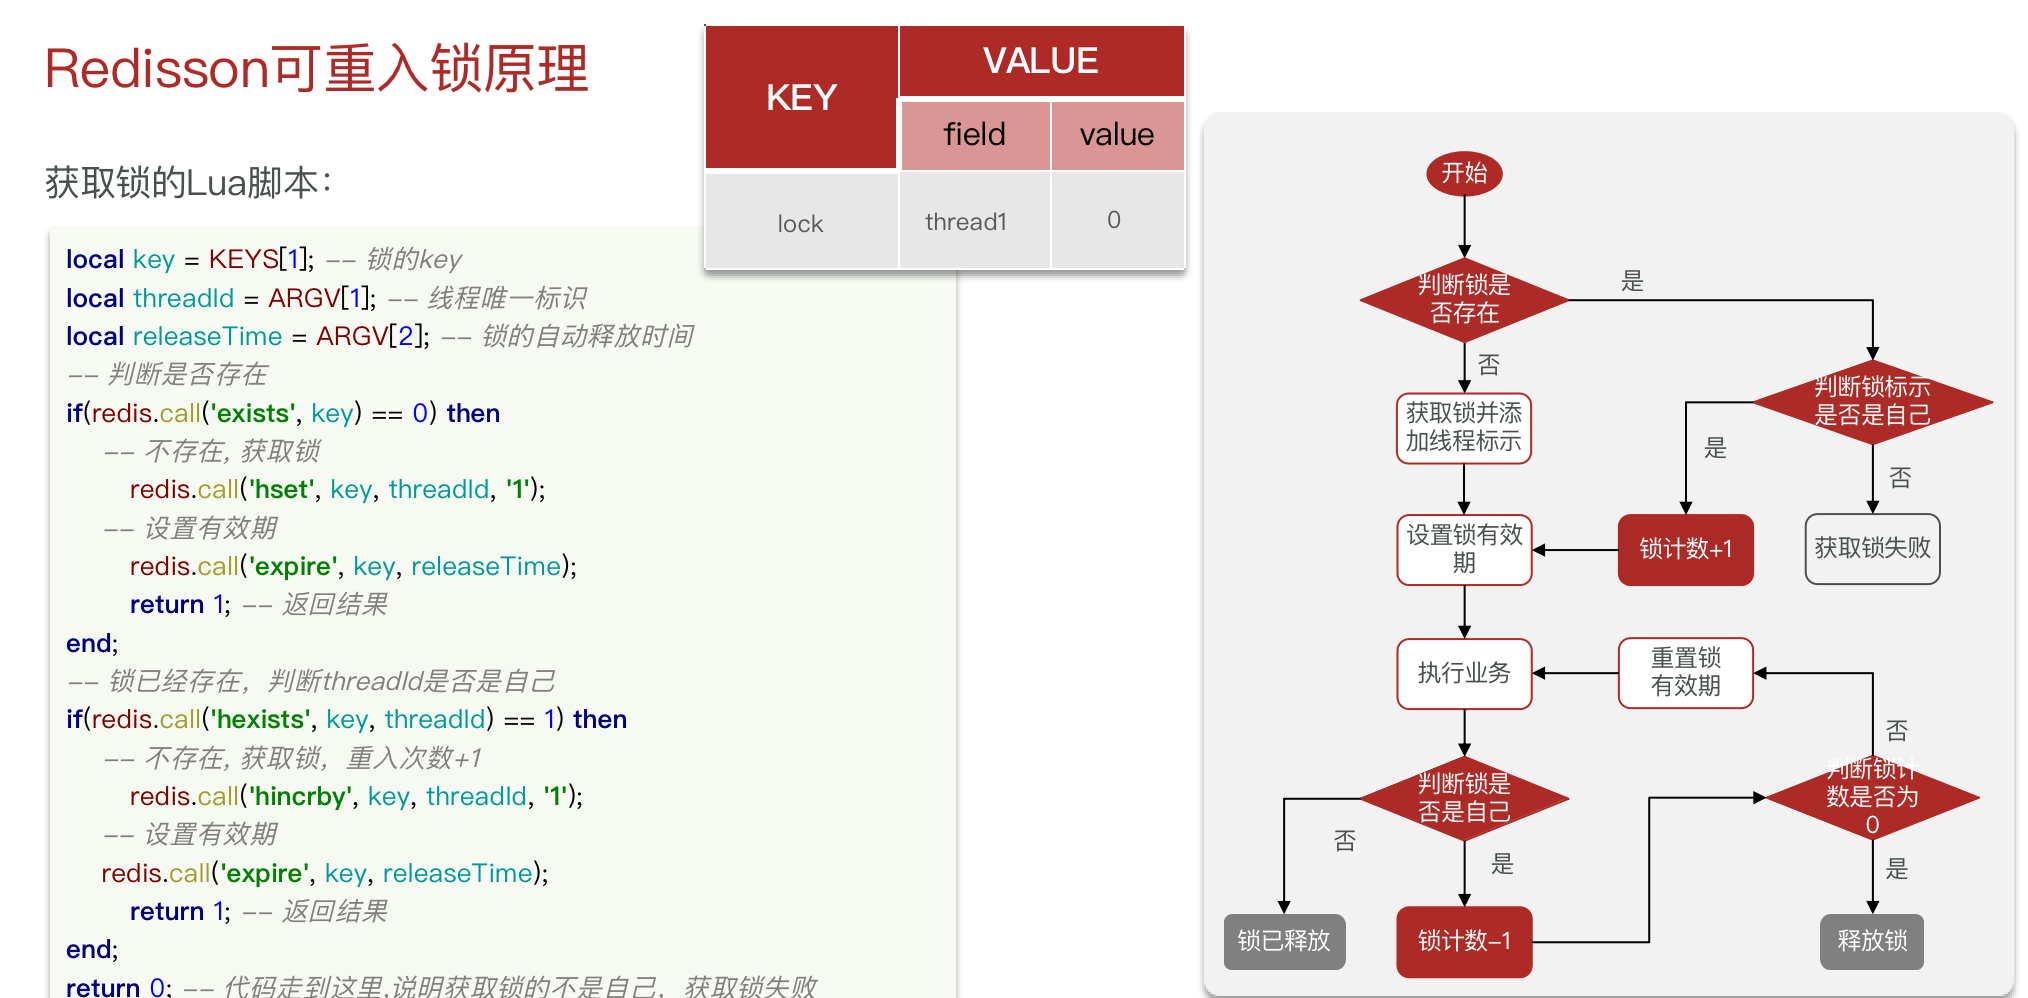 Redisson可重入锁原理
获取锁的Lua脚本：
local key = KEYS[1]; -- 锁的key
local threadId = ARGV[1]; -- 线程唯一标识
local releaseTime = ARGV[2]; -- 锁的自动释放时间
-- 判断是否存在
if(redis.call('exists', key) == 0) then
-- 不存在, 获取锁
redis.call('hset', key, threadId, '1');
-- 设置有效期
redis.call('expire', key, releaseTime);
return 1; -- 返回结果
end;
-- 锁已经存在，判断threadId是否是自己
if(redis.call('hexists', key, threadId) == 1) then
-- 不存在, 获取锁，重入次数+1
redis.call('hincrby', key, threadId, '1');
-- 设置有效期
redis.call('expire', key, releaseTime);
return 1; -- 返回结果
end;
return 0; -- 代码走到这里,说明获取锁的不是自己，获取锁失败
KEY
VALUE
field
value
lock
thread1
0
开始
判断锁是
否存在
是
否
判断锁标示
是否是自己
获取锁并添
加线程标示
是
否
设置锁有效
期
锁计数+1
获取锁失败
执行业务
重置锁
有效期
否
判断锁是
否是自己
判断锁计
数是否为
0
否
是
是
锁已释放
锁计数-1
释放锁